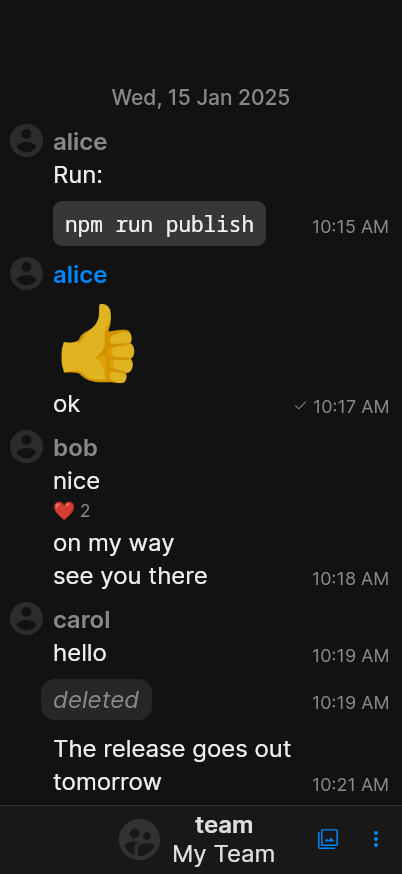 Wed, 15 Jan 2025
alice
Run:
npm run publish
10:15 AM
alice
👍
ok
✓ 10:17 AM
bob
nice
❤️ 2
on my way
see you there
10:18 AM
carol
hello
10:19 AM
deleted
10:19 AM
The release goes out
tomorrow
10:21 AM
team
My Team